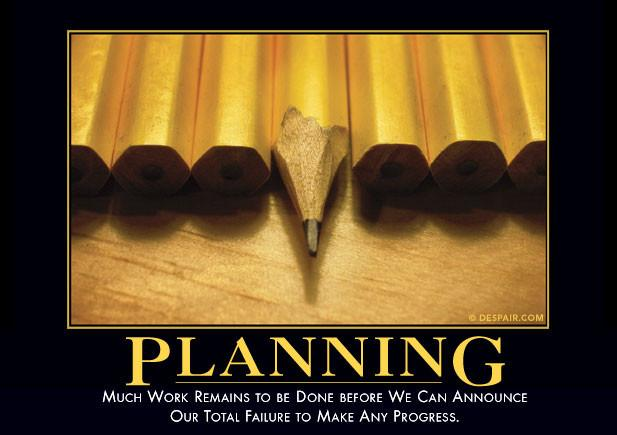 © DESPAIR.COM
PLANNING
MUCH WORK REMAINS TO BE DONE BEFORE WE CAN ANNOUNCE
OUR TOTAL FAILURE TO MAKE ANY PROGRESS.